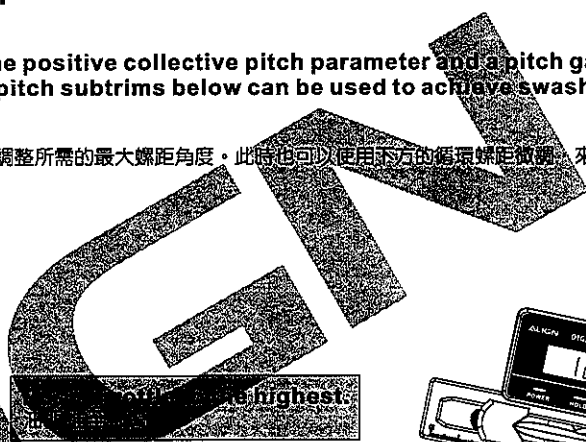 e positive collective pitch parameter and a pitch ga
pitch subtrims below can be used to achieve swash
調整所需的最大螺距角度。此時也可以使用下方的循環螺距微調 來
ALIGN DIG
POWER HOLD
the highest.